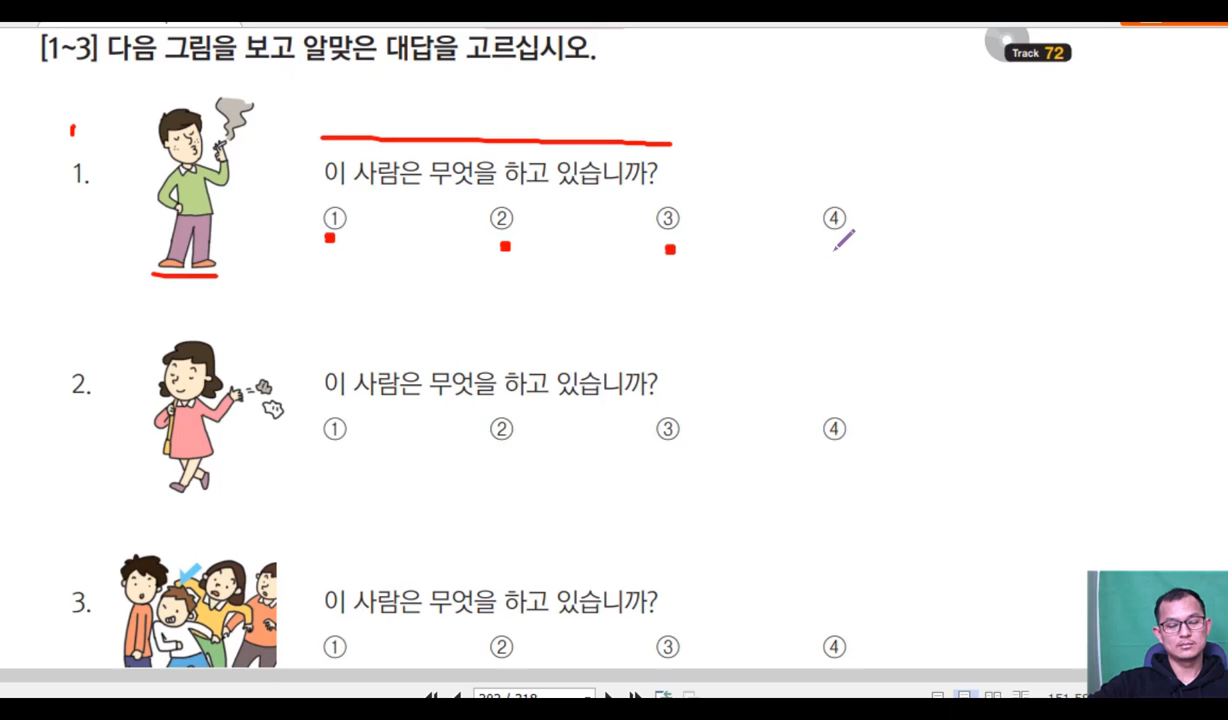 [1~3] 다음 그림을 보고 알맞은 대답을 고르십시오.
Track 72
1.
이 사람은 무엇을 하고 있습니까?
① ② ③ ④
2.
이 사람은 무엇을 하고 있습니까?
① ② ③ ④
3.
이 사람은 무엇을 하고 있습니까?
① ② ③ ④